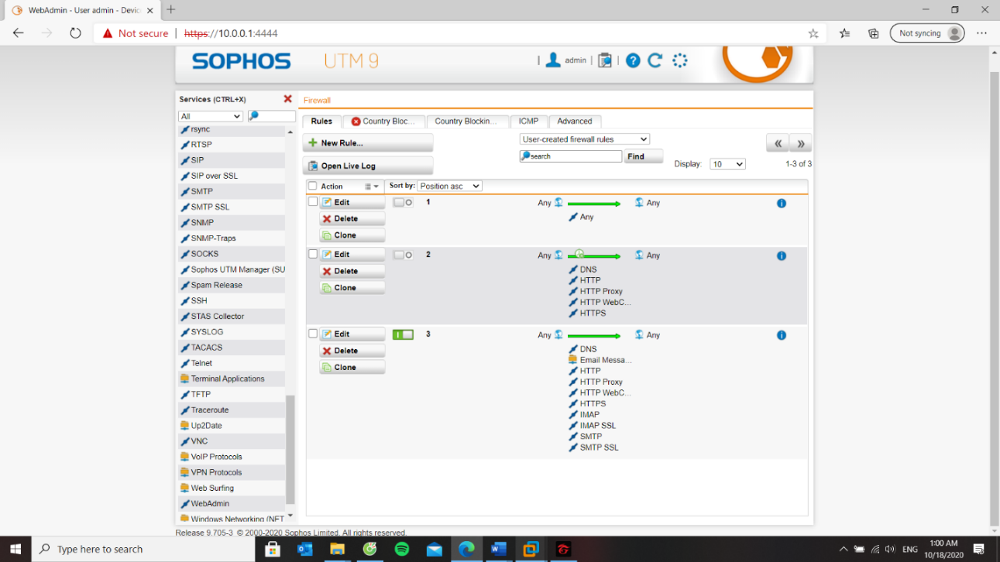 WebAdmin - User admin - Devic
Not secure | https://10.0.0.1:4444
Not syncing
SOPHOS UTM 9
| admin | |
Services (CTRL+X)
All
rsync
RTSP
SIP
SIP over SSL
SMTP
SMTP SSL
SNMP
SNMP-Traps
SOCKS
Sophos UTM Manager (SU
Spam Release
SSH
STAS Collector
SYSLOG
TACACS
Telnet
Terminal Applications
TFTP
Traceroute
Up2Date
VNC
VoIP Protocols
VPN Protocols
Web Surfing
WebAdmin
Windows Networking (NET
Firewall
Rules Country Bloc... Country Blockin... ICMP Advanced
New Rule...
User-created firewall rules
« »
search Find
Open Live Log
Display: 10 1-3 of 3
Action Sort by: Position asc
Edit 1 Any Any
Delete Any
Clone
Edit 2 Any Any
Delete
Clone
DNS
HTTP
HTTP Proxy
HTTP WebC...
HTTPS
Edit 3 Any Any
Delete
Clone
DNS
Email Messa...
HTTP
HTTP Proxy
HTTP WebC...
HTTPS
IMAP
IMAP SSL
SMTP
SMTP SSL
Release 9.705-3 © 2000-2020 Sophos Limited. All rights reserved.
Type here to search
ENG
1:00 AM
10/18/2020